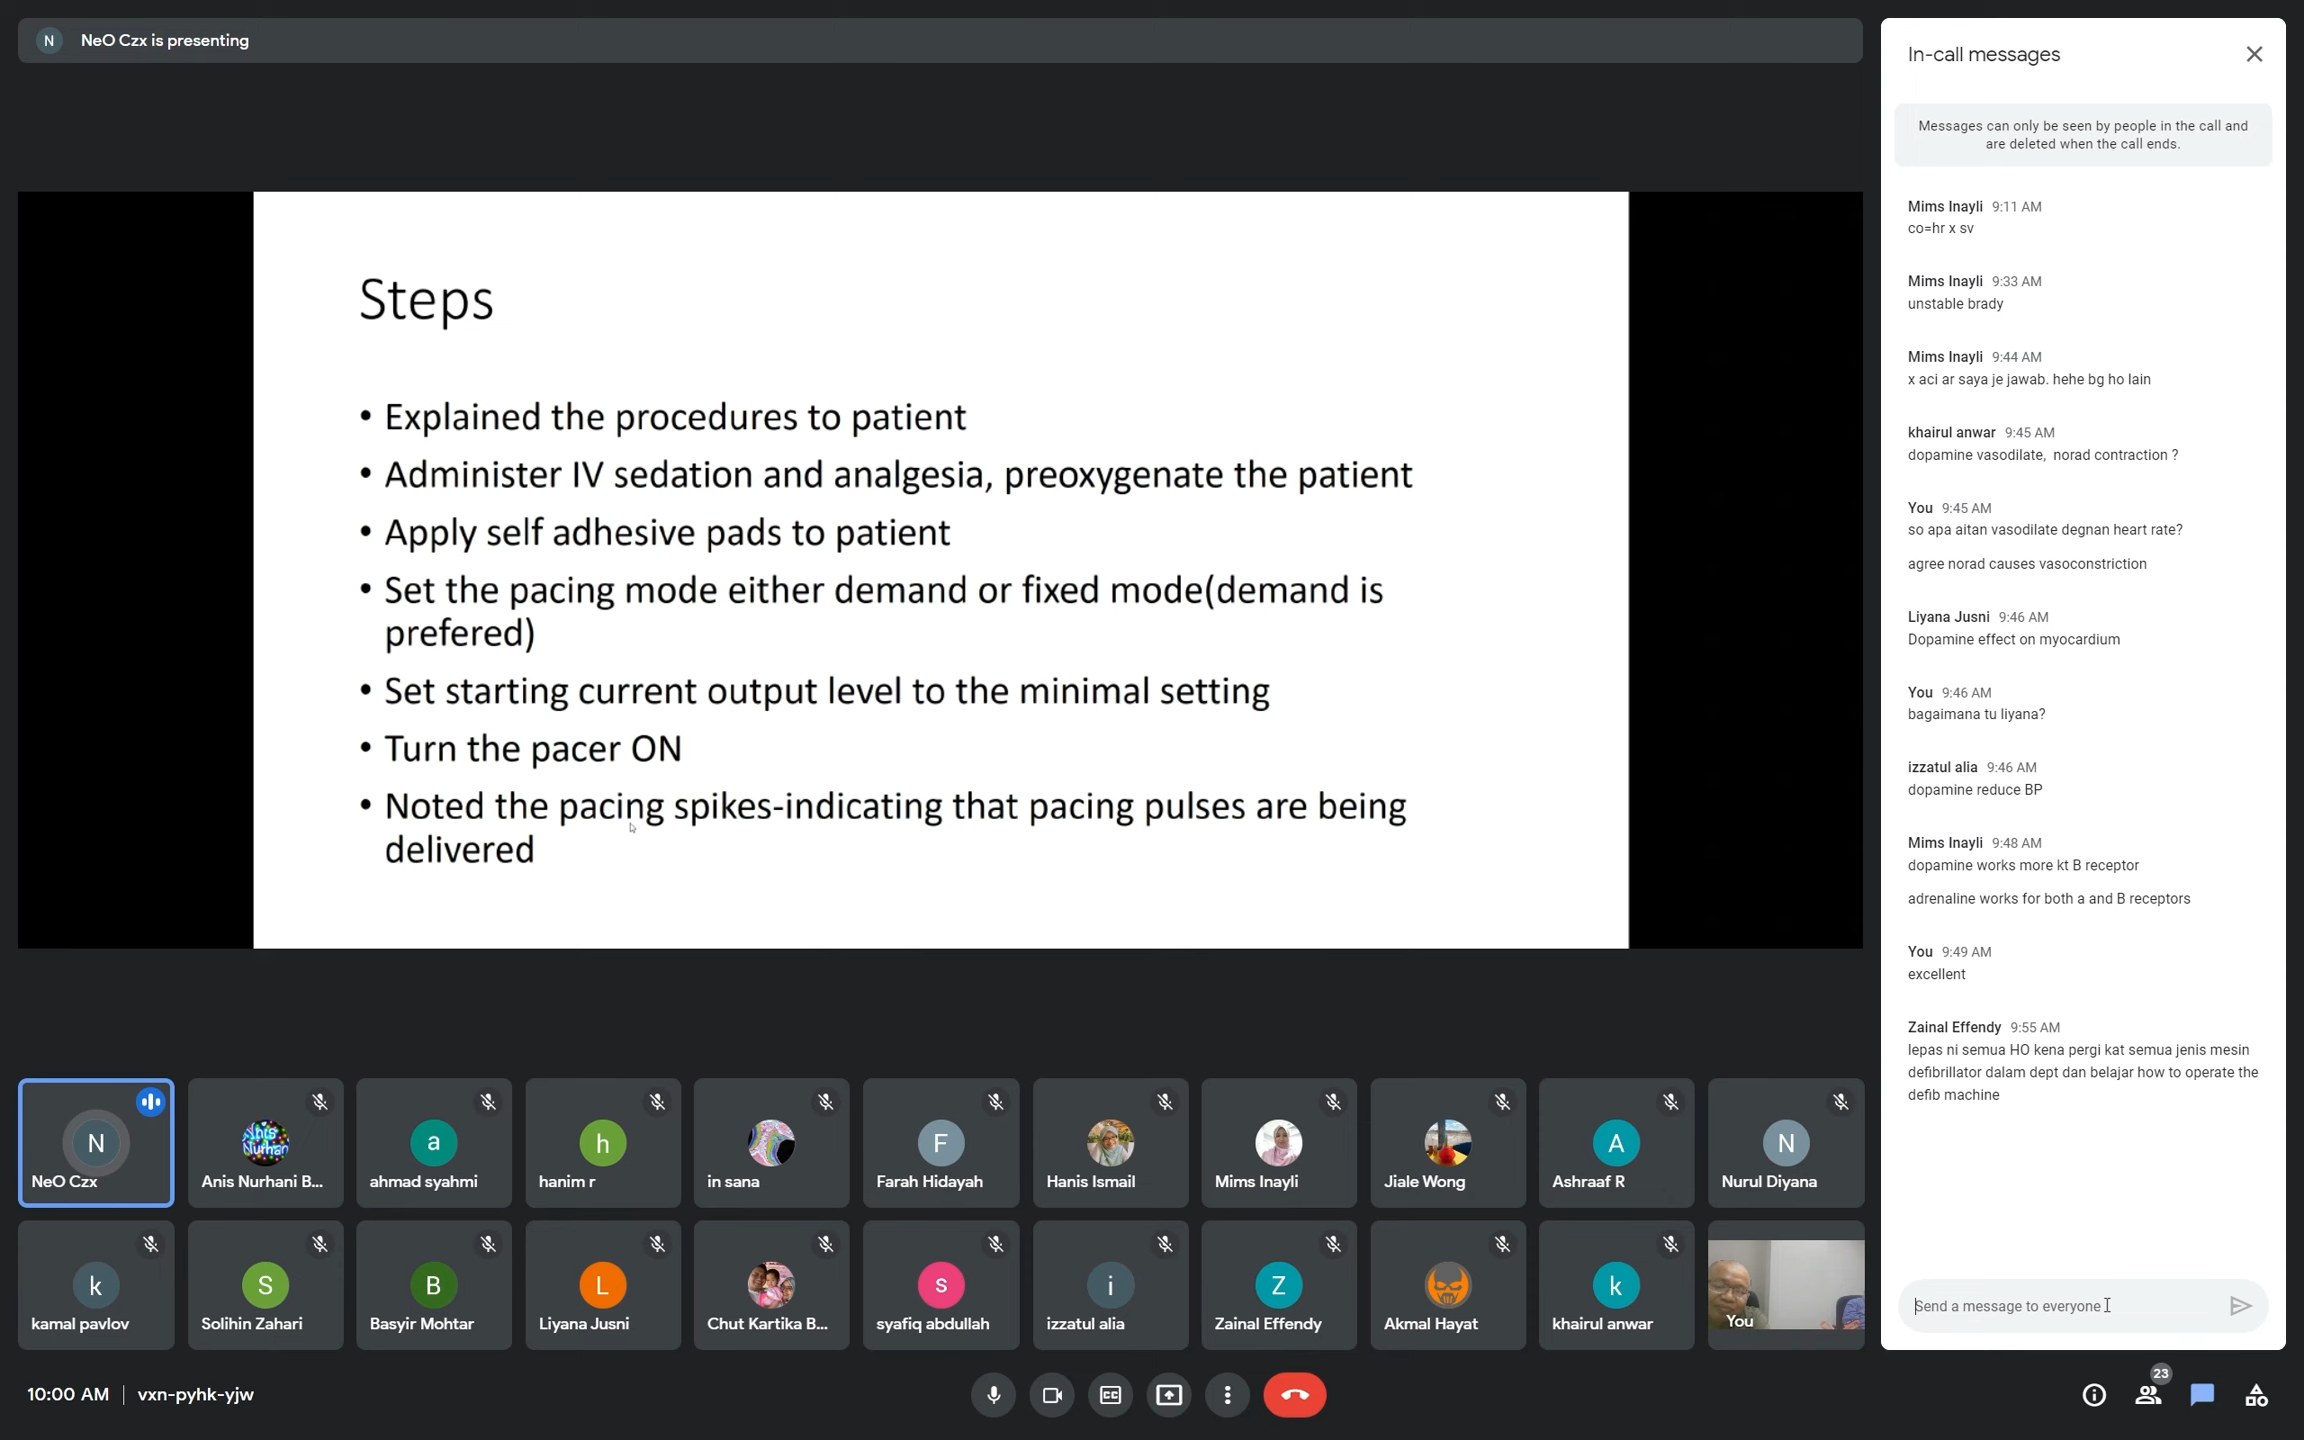 N NeO Czx is presenting
Steps
• Explained the procedures to patient
• Administer IV sedation and analgesia, preoxygenate the patient
• Apply self adhesive pads to patient
• Set the pacing mode either demand or fixed mode(demand is
prefered)
• Set starting current output level to the minimal setting
• Turn the pacer ON
• Noted the pacing spikes-indicating that pacing pulses are being
delivered
In-call messages
Messages can only be seen by people in the call and
are deleted when the call ends.
Mims Inayli 9:11 AM
co=hr x sv
Mims Inayli 9:33 AM
unstable brady
Mims Inayli 9:44 AM
x aci ar saya je jawab. hehe bg ho lain
khairul anwar 9:45 AM
dopamine vasodilate, norad contraction ?
You 9:45 AM
so apa aitan vasodilate degnan heart rate?
agree norad causes vasoconstriction
Liyana Jusni 9:46 AM
Dopamine effect on myocardium
You 9:46 AM
bagaimana tu liyana?
izzatul alia 9:46 AM
dopamine reduce BP
Mims Inayli 9:48 AM
dopamine works more kt B receptor
adrenaline works for both a and B receptors
You 9:49 AM
excellent
Zainal Effendy 9:55 AM
lepas ni semua HO kena pergi kat semua jenis mesin
defibrillator dalam dept dan belajar how to operate the
defib machine
Send a message to everyone
N
NeO Czx
Anis Nurhani B...
a
ahmad syahmi
h
hanim r
in sana
F
Farah Hidayah
Hanis Ismail
Mims Inayli
Jiale Wong
A
Ashraaf R
N
Nurul Diyana
k
kamal pavlov
S
Solihin Zahari
B
Basyir Mohtar
L
Liyana Jusni
Chut Kartika B...
s
syafiq abdullah
i
izzatul alia
Z
Zainal Effendy
Akmal Hayat
k
khairul anwar
You
10:00 AM | vxn-pyhk-yjw
CC
23